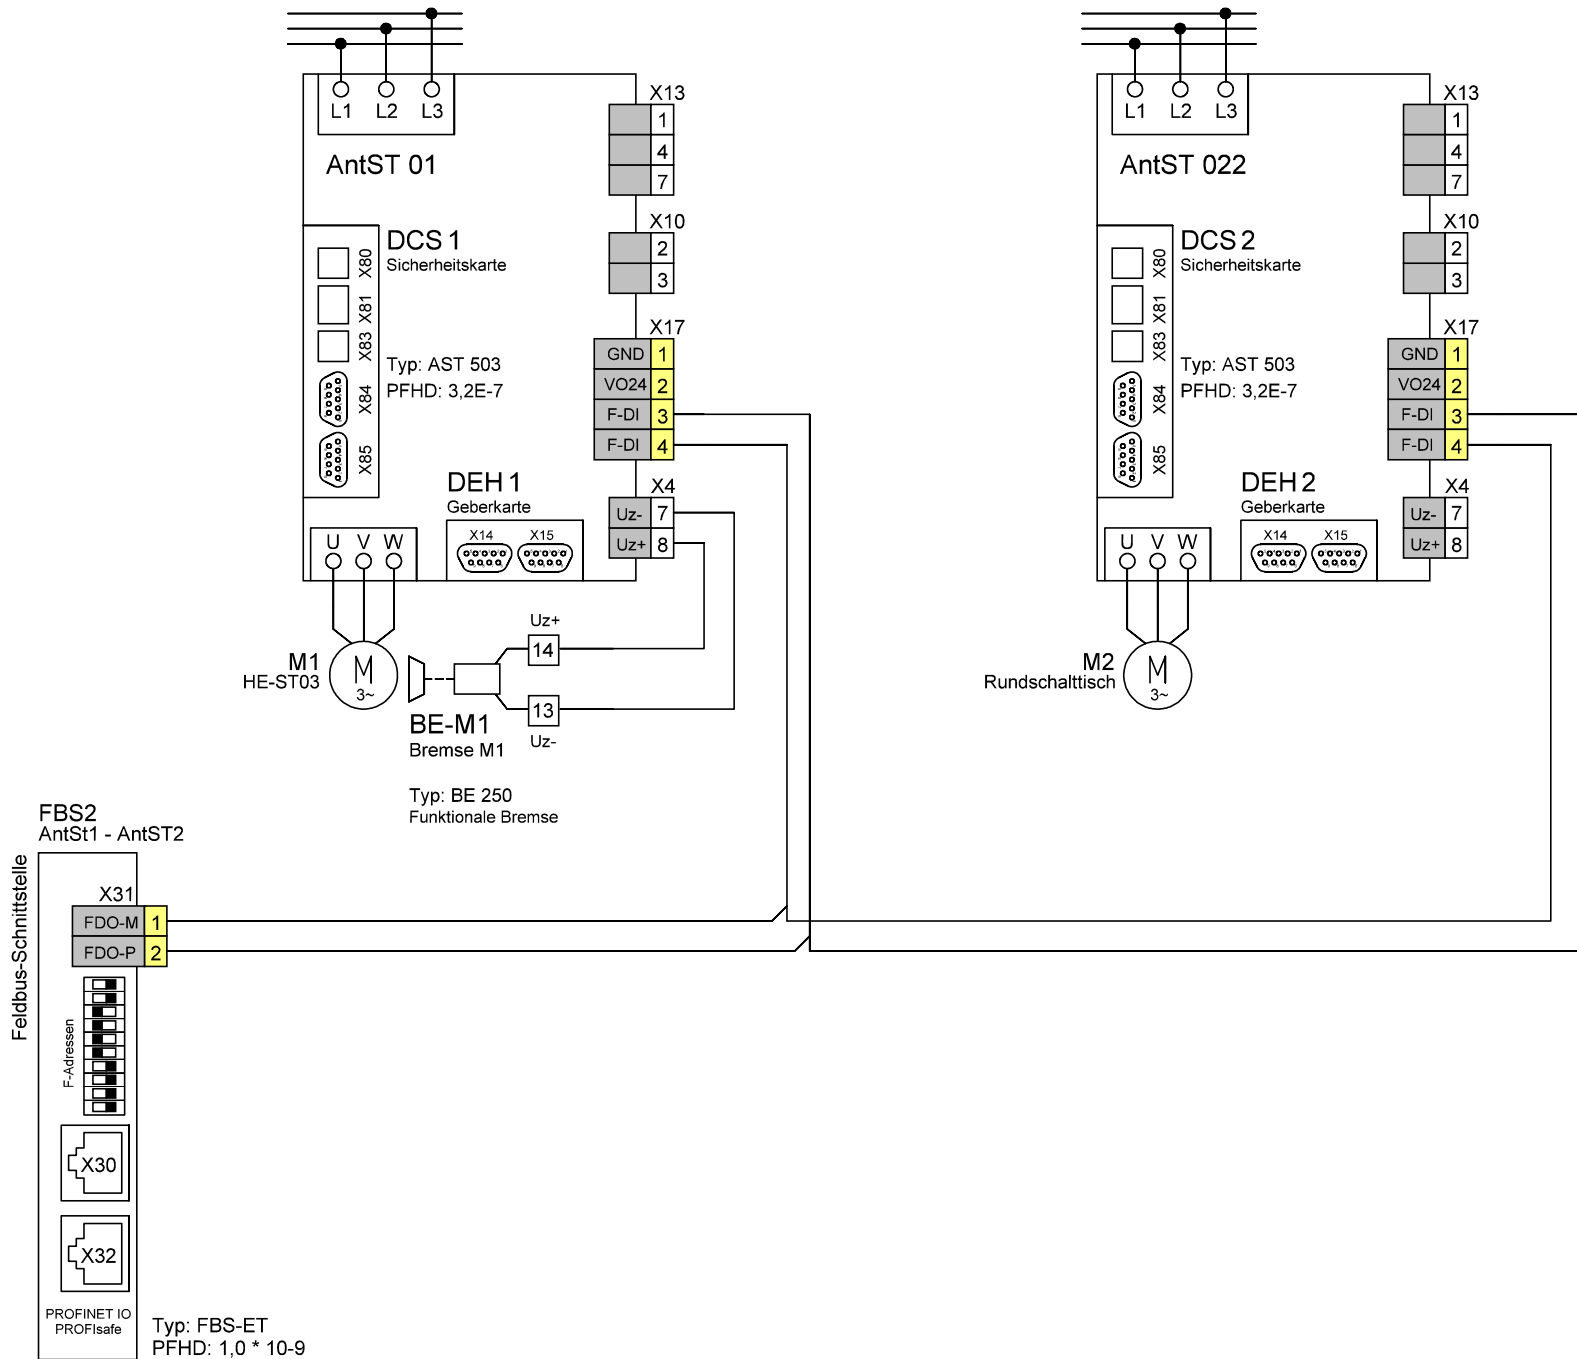 L1 L2 L3
AntST 01
X13
1
4
7
X10
2
3
DCS 1
Sicherheitskarte
X80
X81
X83
X84
X85
Typ: AST 503
PFHD: 3,2E-7
X17
GND 1
VO24 2
F-DI 3
F-DI 4
DEH 1
Geberkarte
X14 X15
X4
Uz- 7
Uz+ 8
U V W
M1
HE-ST03
M
3~
Uz+
14
13
Uz-
BE-M1
Bremse M1
Typ: BE 250
Funktionale Bremse
L1 L2 L3
AntST 022
X13
1
4
7
X10
2
3
DCS 2
Sicherheitskarte
X80
X81
X83
X84
X85
Typ: AST 503
PFHD: 3,2E-7
X17
GND 1
VO24 2
F-DI 3
F-DI 4
DEH 2
Geberkarte
X14 X15
X4
Uz- 7
Uz+ 8
U V W
M2
Rundschalttisch
M
3~
FBS2
AntSt1 - AntST2
Feldbus-Schnittstelle
X31
FDO-M 1
FDO-P 2
F-Adressen
X30
X32
PROFINET IO
PROFIsafe
Typ: FBS-ET
PFHD: 1,0 * 10-9